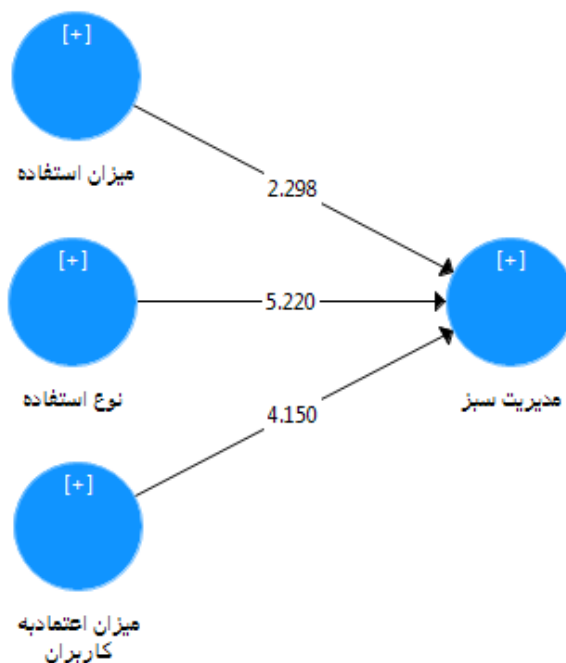 [+]
میزان استفاده
2.298
[+]
نوع استفاده
5.220
[+]
مدیریت سبز
4.150
[+]
میزان اعتمادبه
کاربران